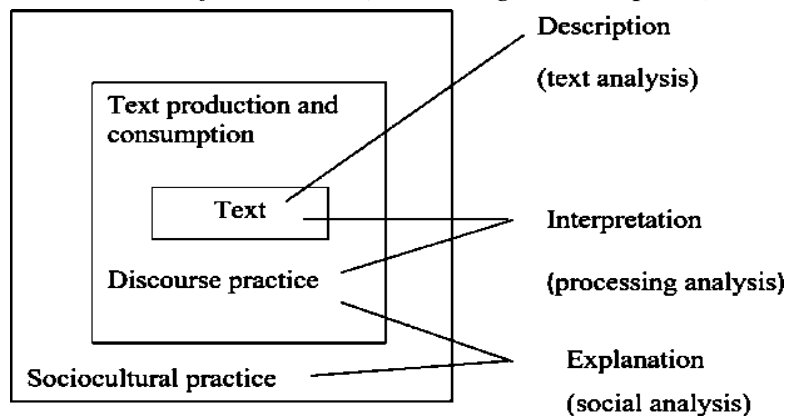 Description
(text analysis)
Text production and
consumption
Text
Interpretation
Discourse practice
(processing analysis)
Explanation
Sociocultural practice
(social analysis)